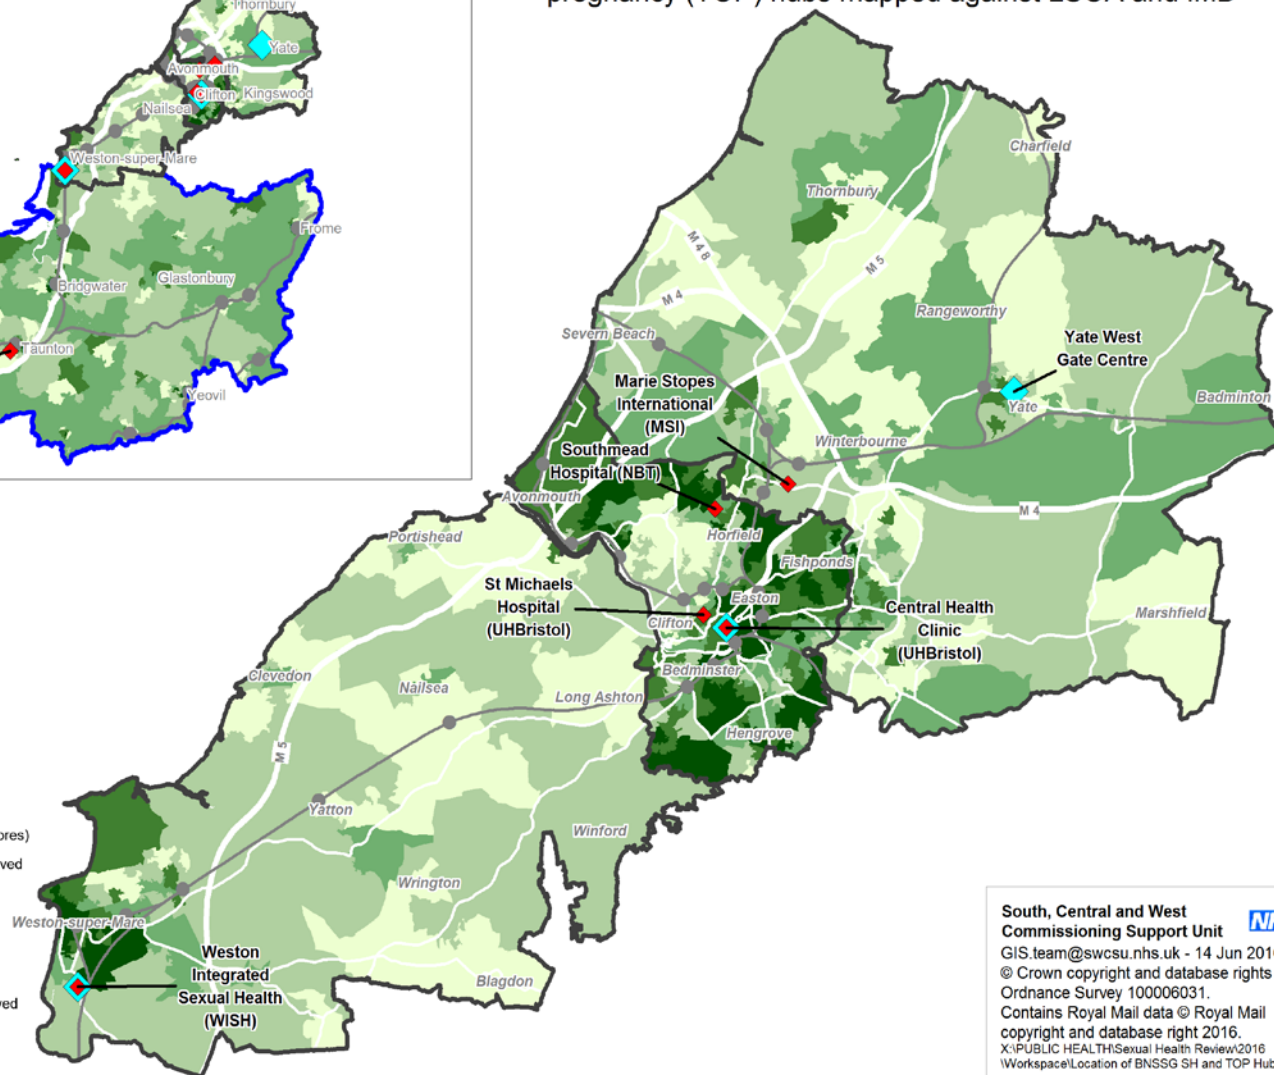 pregnancy (TOP) hubs mapped against LSOA and IMD
Thornbury
Yate
Avonmouth
Clifton
Kingswood
Nailsea
Weston-super-Mare
Frome
Glastonbury
Bridgwater
Taunton
Yeovil
Charfield
Thornbury
M 48
M 5
M 4
Rangeworthy
Severn Beach
Yate West
Gate Centre
Marie Stopes
International
(MSI)
Yate
Badminton
Winterbourne
Southmead
Hospital (NBT)
Avonmouth
M 4
Portishead
Horfield
Fishponds
St Michaels
Hospital
(UHBristol)
Easton
Clifton
Central Health
Clinic
(UHBristol)
Marshfield
Bedminster
Clevedon
Nailsea
Long Ashton
Hengrove
M 5
Yatton
Winford
ores)
ved
Wrington
Weston-super-Mare
Weston
Integrated
Sexual Health
(WISH)
Blagdon
ved
South, Central and West
Commissioning Support Unit
GIS.team@swcsu.nhs.uk - 14 Jun 2016
© Crown copyright and database rights
Ordnance Survey 100006031.
Contains Royal Mail data © Royal Mail
copyright and database right 2016.
X:\PUBLIC HEALTH\Sexual Health Review\2016
\Workspace\Location of BNSSG SH and TOP Hub